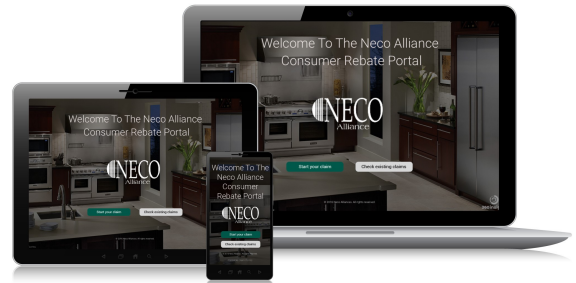 Welcome To The Neco Alliance
Consumer Rebate Portal
NECO
Alliance
Start your claim
Check existing claims
Welcome To The Neco Alliance
Consumer Rebate Portal
NECO
Alliance
Start your claim
Check existing claims
Welcome To The
Neco Alliance
Consumer
Rebate Portal
NECO
Alliance
Start your claim
Check existing claims